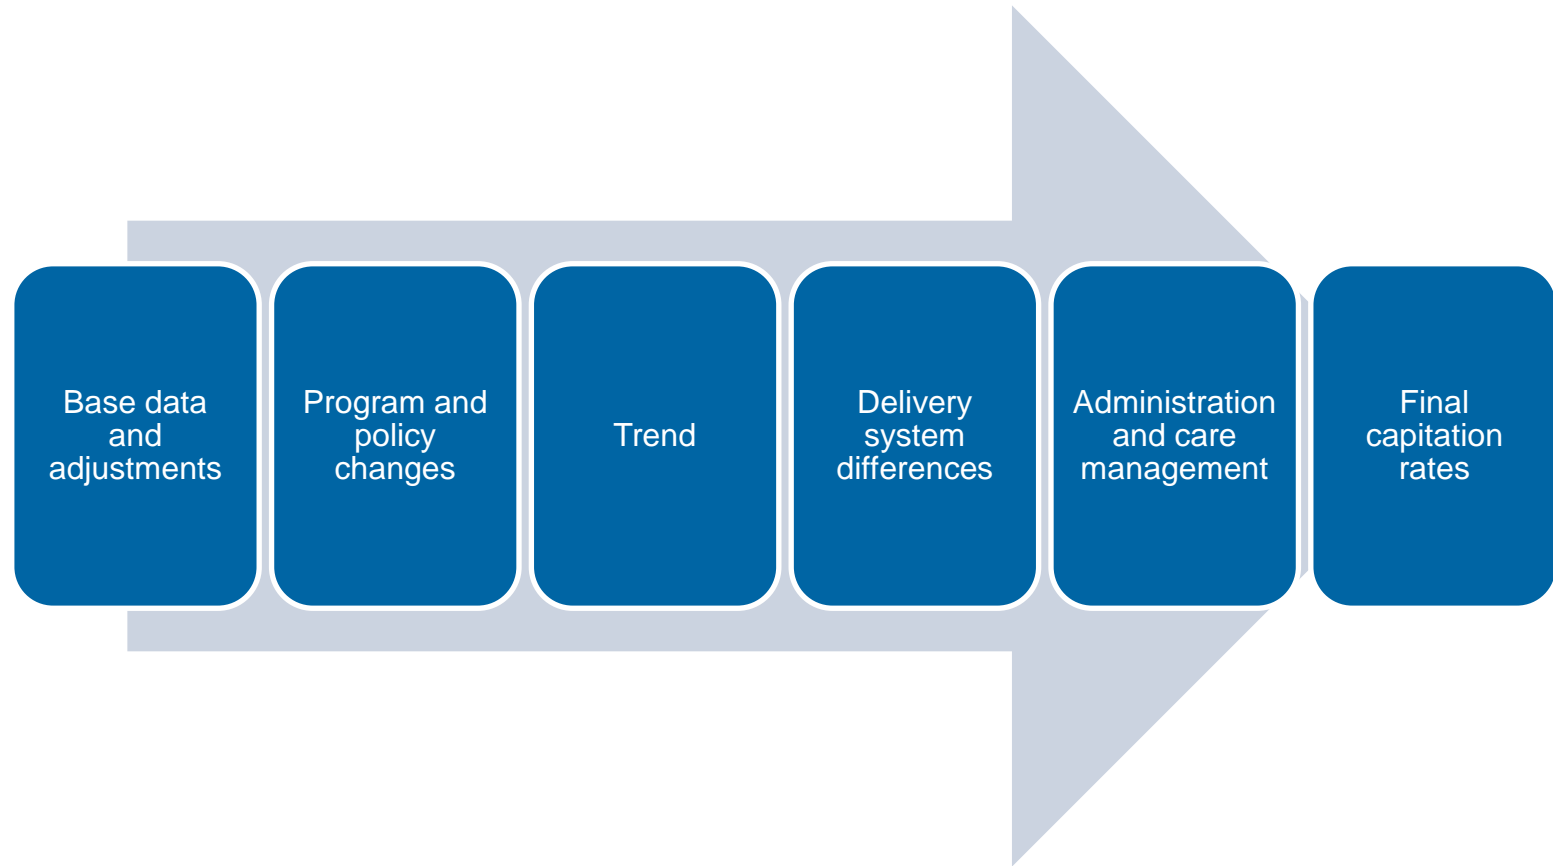 Base data
and
adjustments
Program and
policy
changes
Trend
Delivery
system
differences
Administration
and care
management
Final
capitation
rates